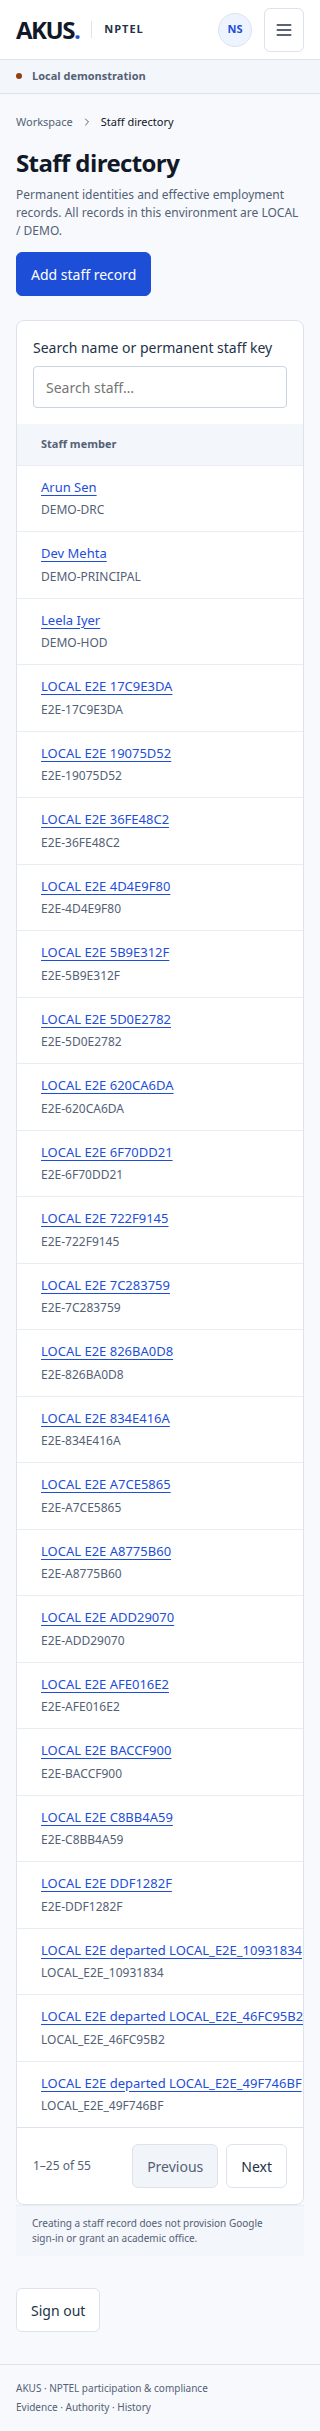 AKUS. NPTEL NS
Local demonstration
Workspace > Staff directory
Staff directory
Permanent identities and effective employment
records. All records in this environment are LOCAL
/ DEMO.
Add staff record
Search name or permanent staff key
Search staff...
Staff member
Arun Sen
DEMO-DRC
Dev Mehta
DEMO-PRINCIPAL
Leela Iyer
DEMO-HOD
LOCAL E2E 17C9E3DA
E2E-17C9E3DA
LOCAL E2E 19075D52
E2E-19075D52
LOCAL E2E 36FE48C2
E2E-36FE48C2
LOCAL E2E 4D4E9F80
E2E-4D4E9F80
LOCAL E2E 5B9E312F
E2E-5B9E312F
LOCAL E2E 5D0E2782
E2E-5D0E2782
LOCAL E2E 620CA6DA
E2E-620CA6DA
LOCAL E2E 6F70DD21
E2E-6F70DD21
LOCAL E2E 722F9145
E2E-722F9145
LOCAL E2E 7C283759
E2E-7C283759
LOCAL E2E 826BA0D8
E2E-826BA0D8
LOCAL E2E 834E416A
E2E-834E416A
LOCAL E2E A7CE5865
E2E-A7CE5865
LOCAL E2E A8775B60
E2E-A8775B60
LOCAL E2E ADD29070
E2E-ADD29070
LOCAL E2E AFE016E2
E2E-AFE016E2
LOCAL E2E BACCF900
E2E-BACCF900
LOCAL E2E C8BB4A59
E2E-C8BB4A59
LOCAL E2E DDF1282F
E2E-DDF1282F
LOCAL E2E departed LOCAL_E2E_10931834
LOCAL_E2E_10931834
LOCAL E2E departed LOCAL_E2E_46FC95B2
LOCAL_E2E_46FC95B2
LOCAL E2E departed LOCAL_E2E_49F746BF
LOCAL_E2E_49F746BF
1–25 of 55 Previous Next
Creating a staff record does not provision Google
sign-in or grant an academic office.
Sign out
AKUS · NPTEL participation & compliance
Evidence · Authority · History